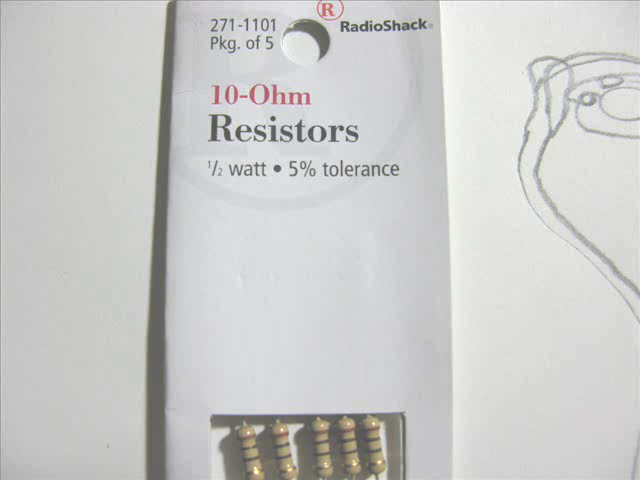 271-1101
Pkg. of 5
® RadioShack®
10-Ohm
Resistors
1/2 watt • 5% tolerance